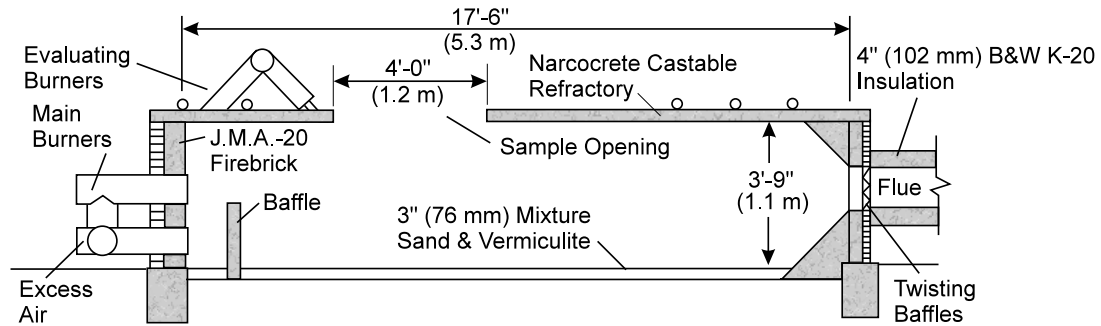 17'-6"
(5.3 m)
Evaluating
Burners
4'-0"
(1.2 m)
Narcocrete Castable
Refractory
4" (102 mm) B&W K-20
Insulation
Main
Burners
J.M.A.-20
Firebrick
Sample Opening
Baffle
3'-9"
(1.1 m)
Flue
3" (76 mm) Mixture
Sand & Vermiculite
Excess
Air
Twisting
Baffles